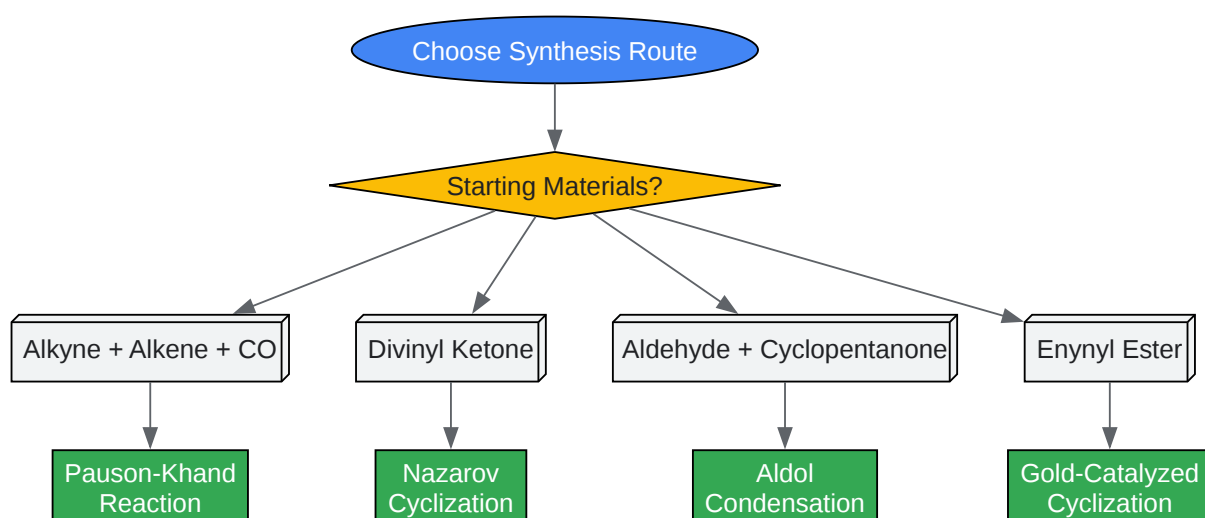 Choose Synthesis Route
Starting Materials?
Alkyne + Alkene + CO
Divinyl Ketone
Aldehyde + Cyclopentanone
Enynyl Ester
Pauson-Khand
Reaction
Nazarov
Cyclization
Aldol
Condensation
Gold-Catalyzed
Cyclization